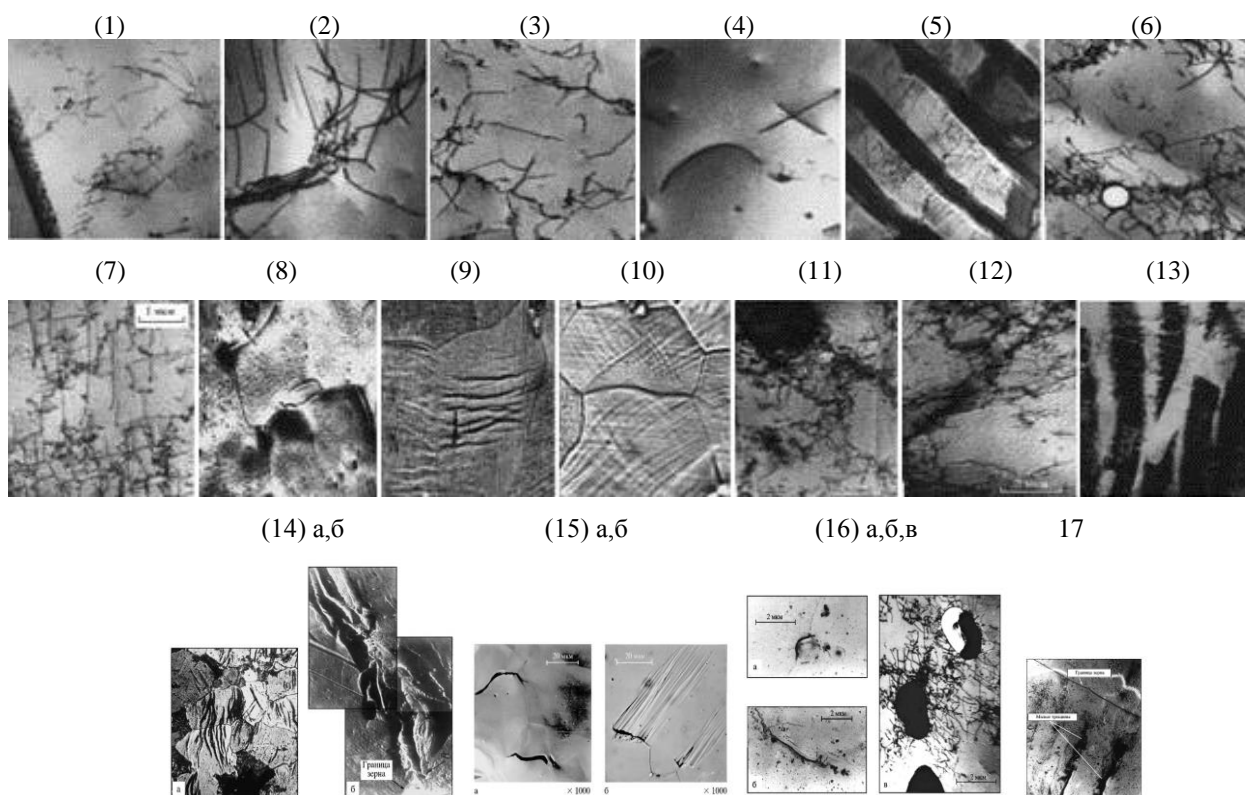 (1) (2) (3) (4) (5) (6)
(7) (8) (9) (10) (11) (12) (13)
1 мкм
(14) а,б (15) а,б (16) а,б,в 17
20 мкм 20 мкм
2 мкм
а
2 мкм
б
в
2 мкм
Граница зерна
Граница
зерна
а
б
а × 1000
б × 1000